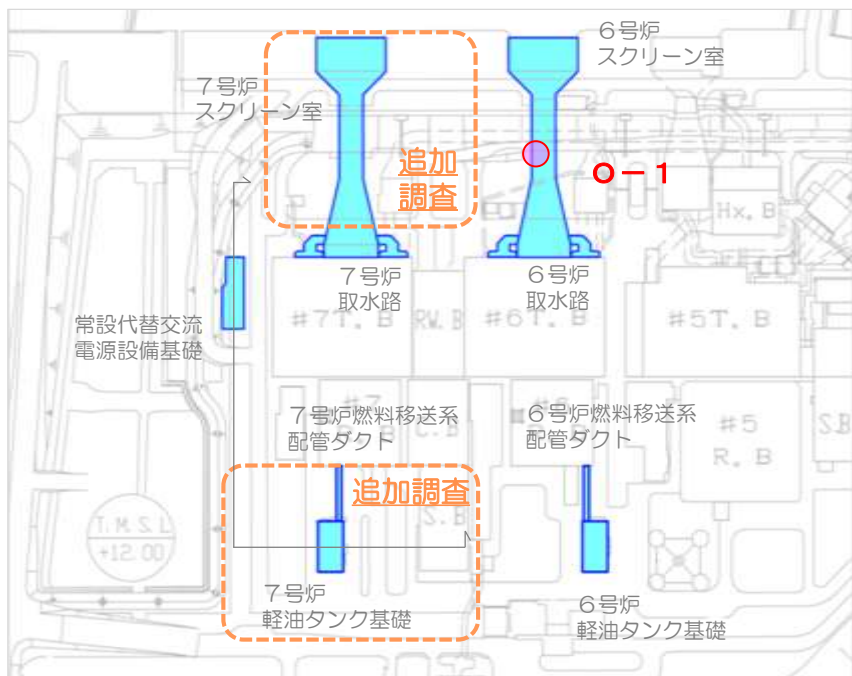 6号炉
スクリーン室
7号炉
スクリーン室
追加
調査
O-1
Hx. B
7号炉
取水路
6号炉
取水路
常設代替交流
電源設備基礎
#7T. B
RW. B
#6T. B
#5T. B
7号炉燃料移送系
配管ダクト
6号炉燃料移送系
配管ダクト
#7
C. B
#5
R. B
S.B
追加調査
S. B
T. M. S. L
+12. 00
7号炉
軽油タンク基礎
6号炉
軽油タンク基礎